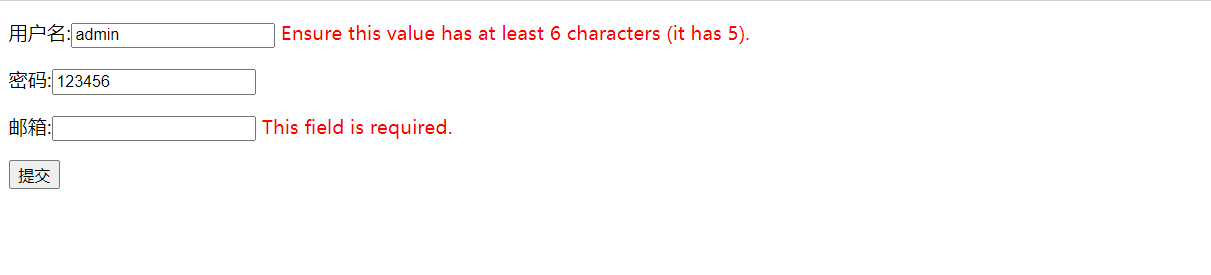 用户名:admin Ensure this value has at least 6 characters (it has 5).
密码:123456
邮箱: This field is required.
提交